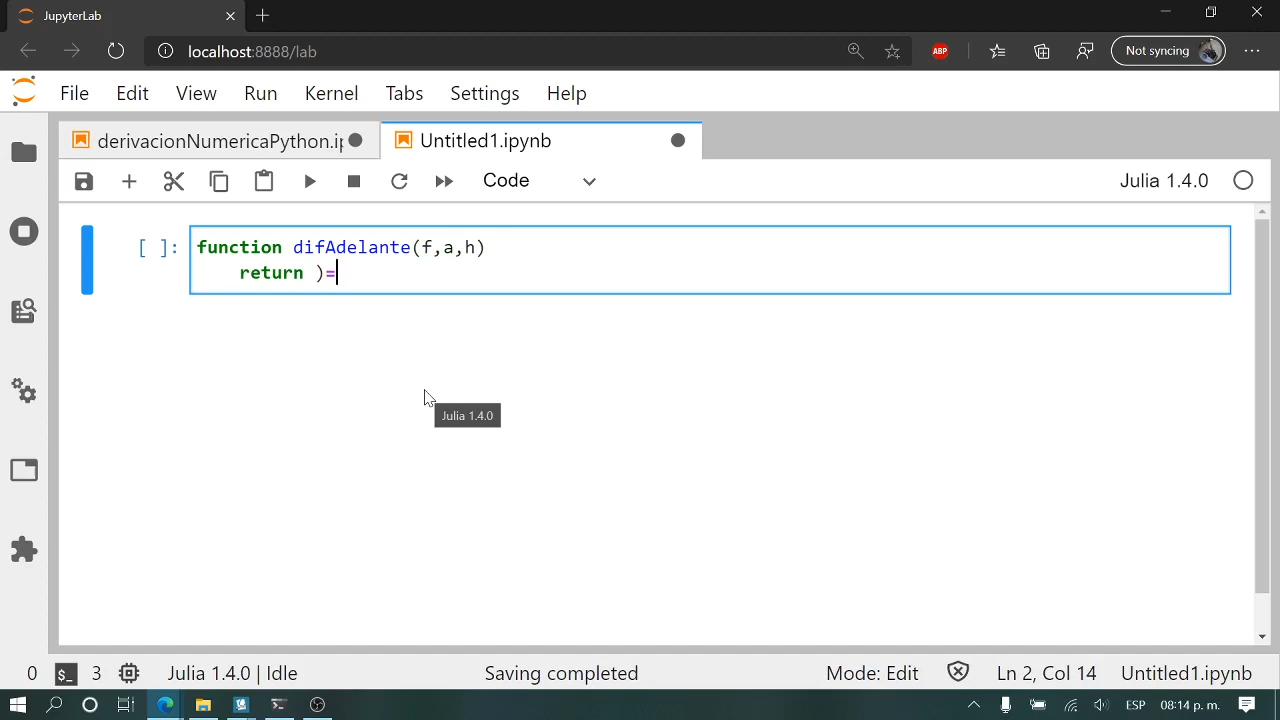 JupyterLab
localhost:8888/lab
ABP
Not syncing
File Edit View Run Kernel Tabs Settings Help
derivacionNumericaPython.ip
Untitled1.ipynb
Code
Julia 1.4.0
[ ]:
function difAdelante(f,a,h)
return )=
Julia 1.4.0
0
$_
3
Julia 1.4.0 | Idle
Saving completed
Mode: Edit
Ln 2, Col 14
Untitled1.ipynb
ESP
08:14 p. m.